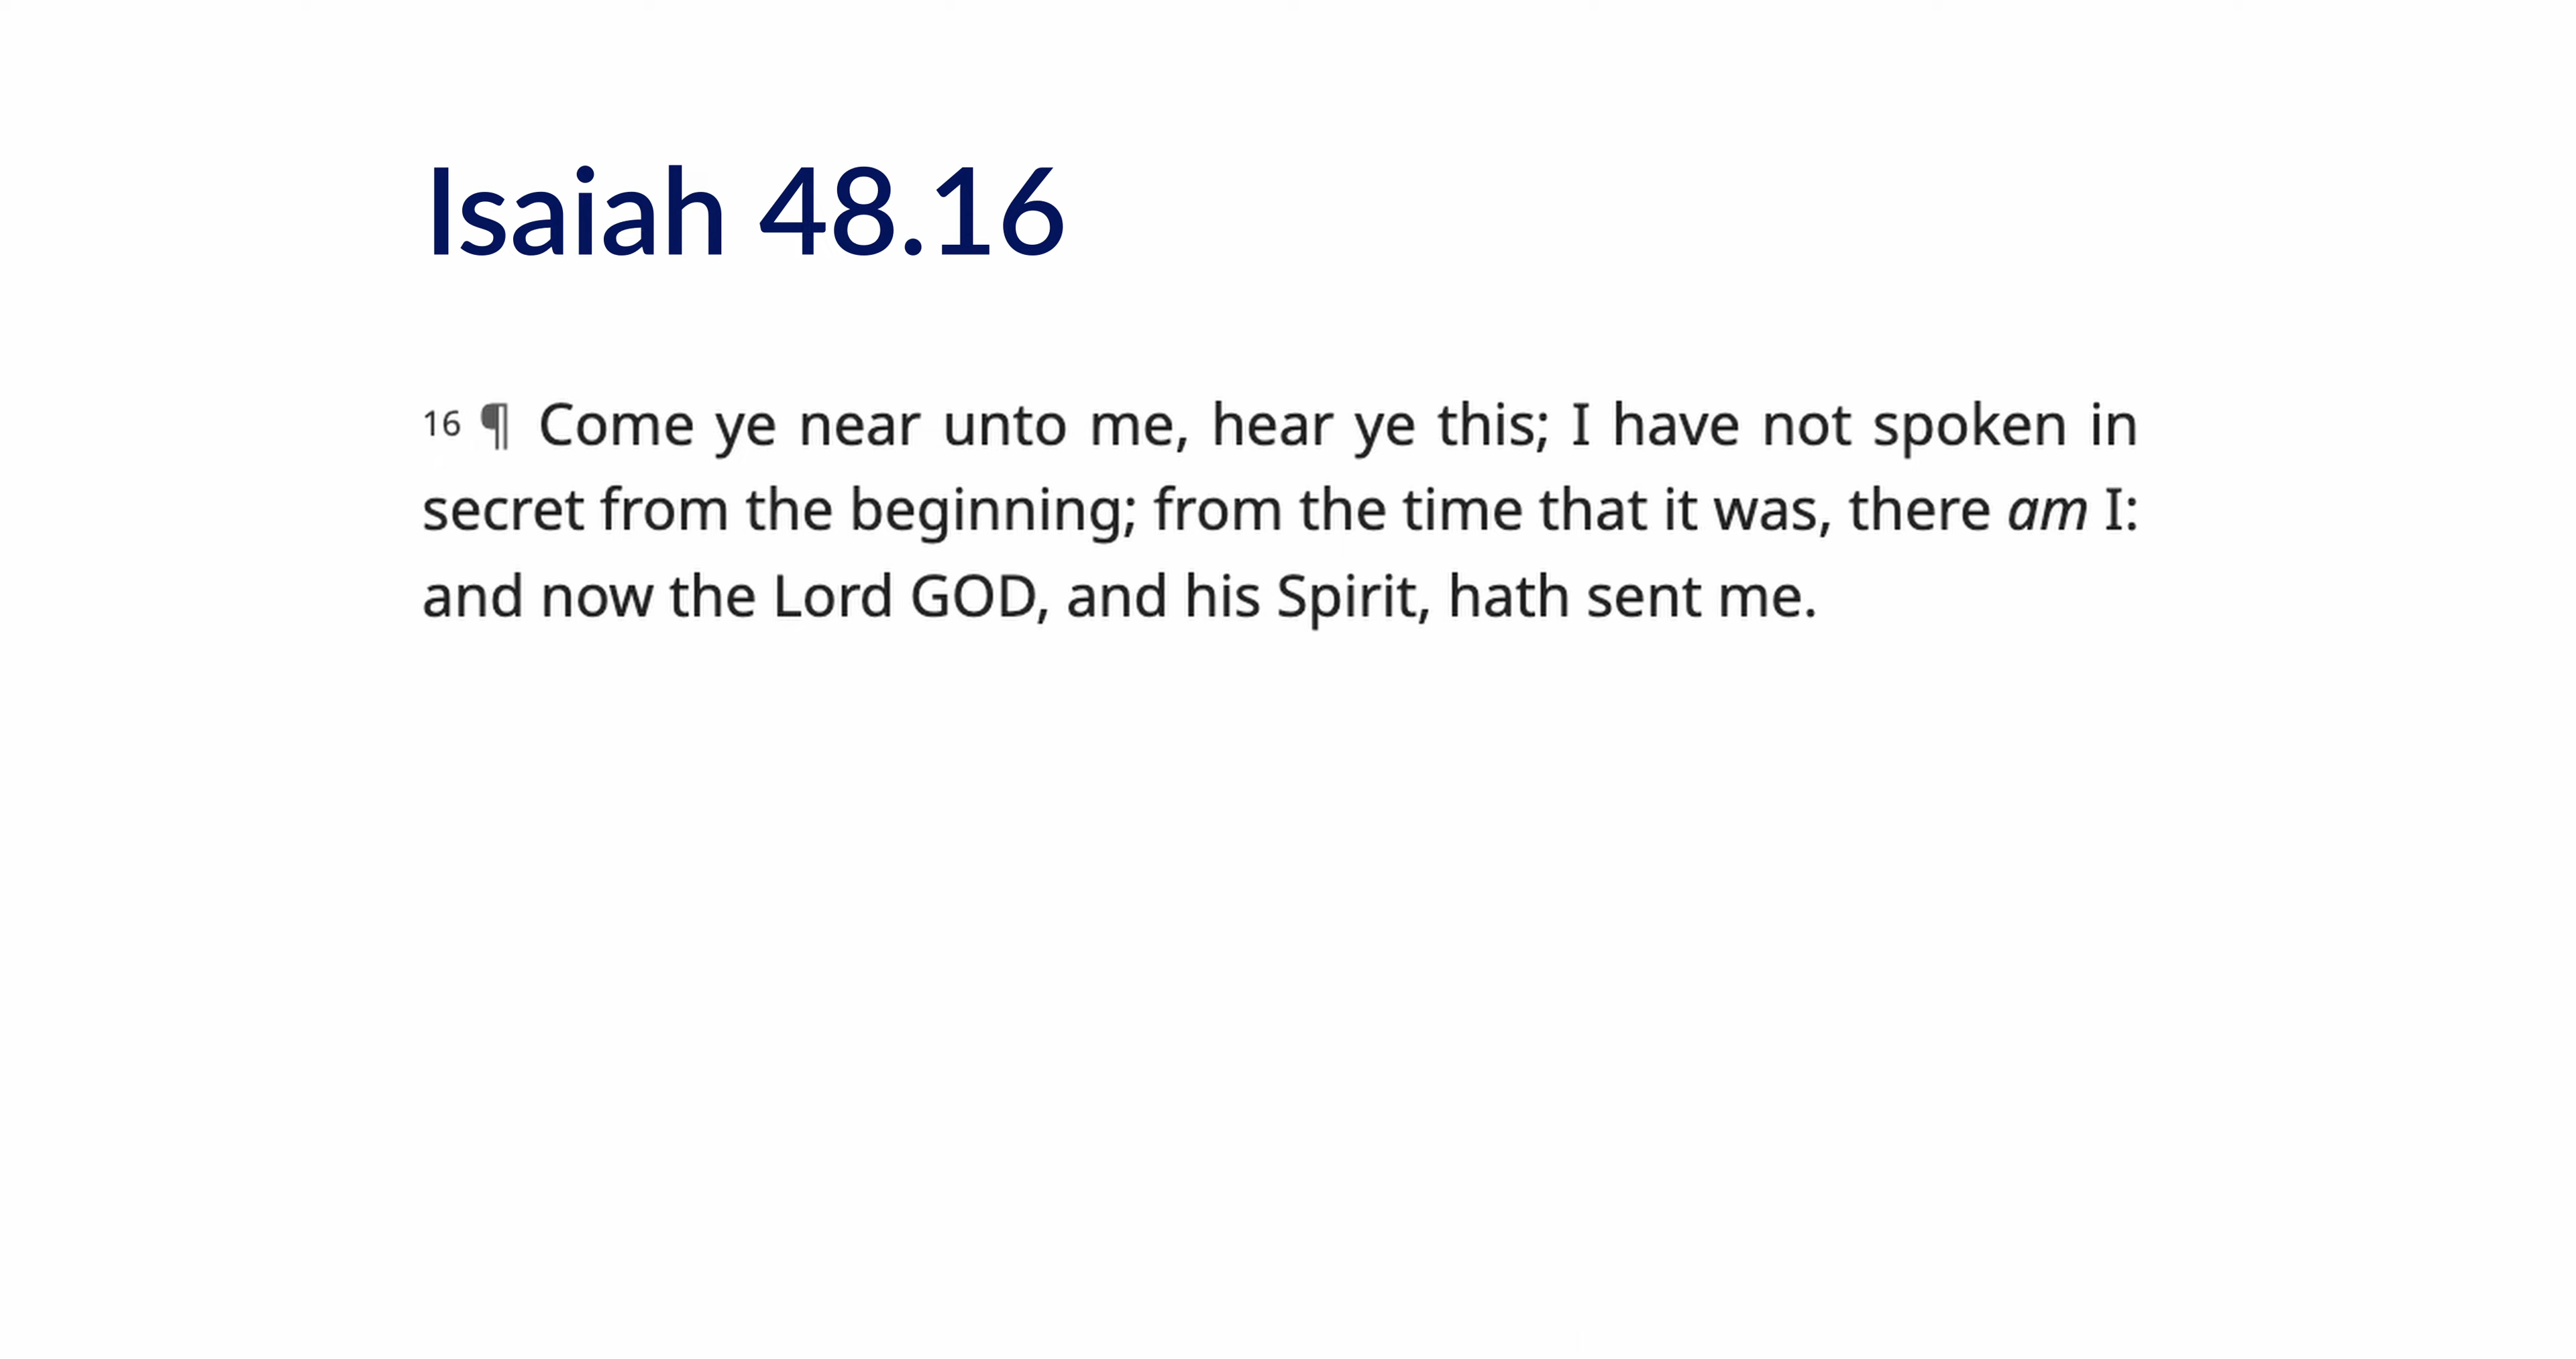 Isaiah 48.16
16 ¶ Come ye near unto me, hear ye this; I have not spoken in
secret from the beginning; from the time that it was, there am I:
and now the Lord GOD, and his Spirit, hath sent me.